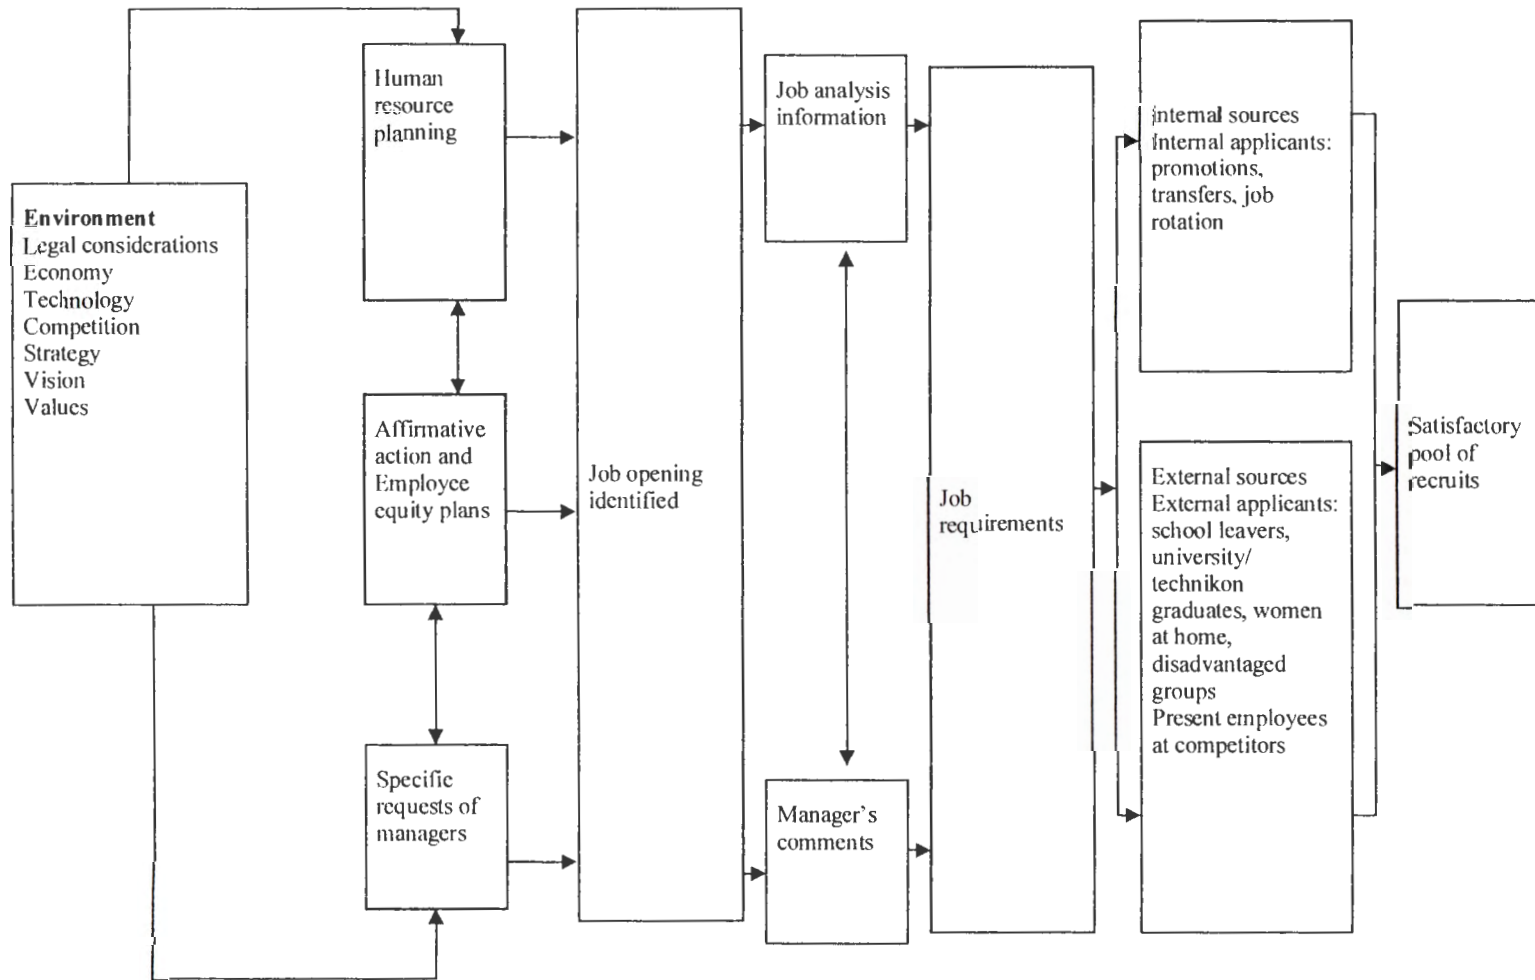 Environment
Legal considerations
Economy
Technology
Competition
Strategy
Vision
Values
Human
resource
planning
Affirmative
action and
Employee
equity plans
Specific
requests of
managers
Job opening
identified
Job analysis
information
Manager's
comments
Job
requirements
Internal sources
Internal applicants:
promotions,
transfers, job
rotation
External sources
External applicants:
school leavers,
university/
technikon
graduates, women
at home,
disadvantaged
groups
Present employees
at competitors
Satisfactory
pool of
recruits